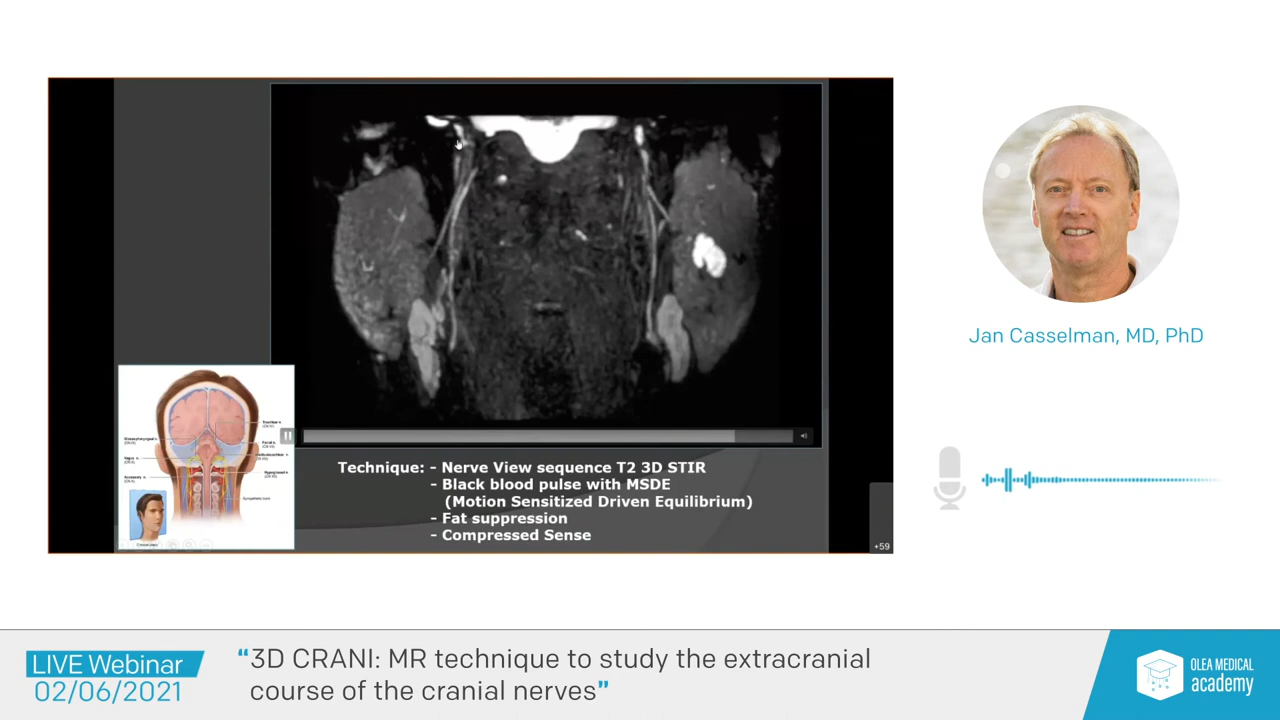 Technique: - Nerve View sequence T2 3D STIR
- Black blood pulse with MSDE
(Motion Sensitized Driven Equilibrium)
- Fat suppression
- Compressed Sense
+59
Jan Casselman, MD, PhD
LIVE Webinar
02/06/2021
“3D CRANI: MR technique to study the extracranial
course of the cranial nerves”
OLEA MEDICAL
academy